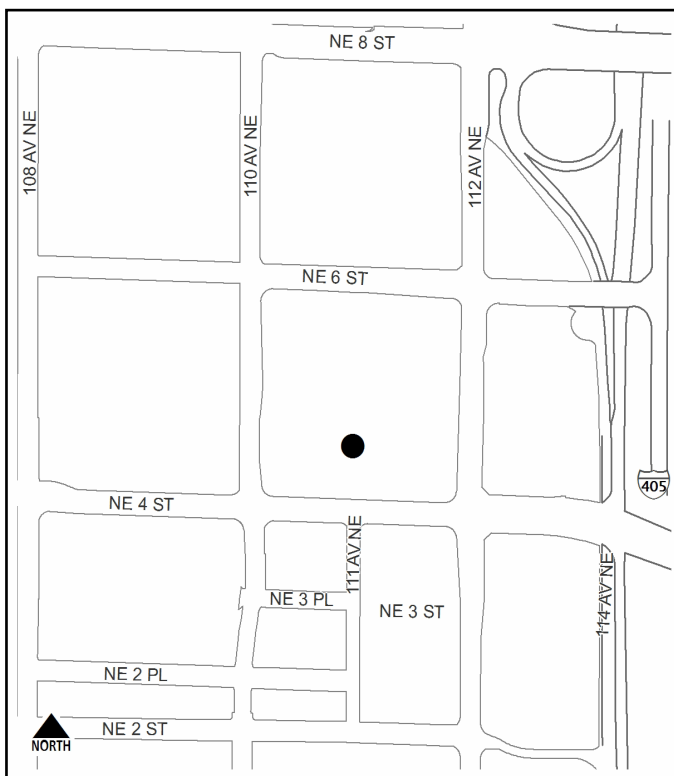 NE 8 ST
108 AV NE
110 AV NE
112 AV NE
NE 6 ST
405
NE 4 ST
111 AV NE
114 AV NE
NE 3 PL
NE 3 ST
NE 2 PL
NE 2 ST
NORTH